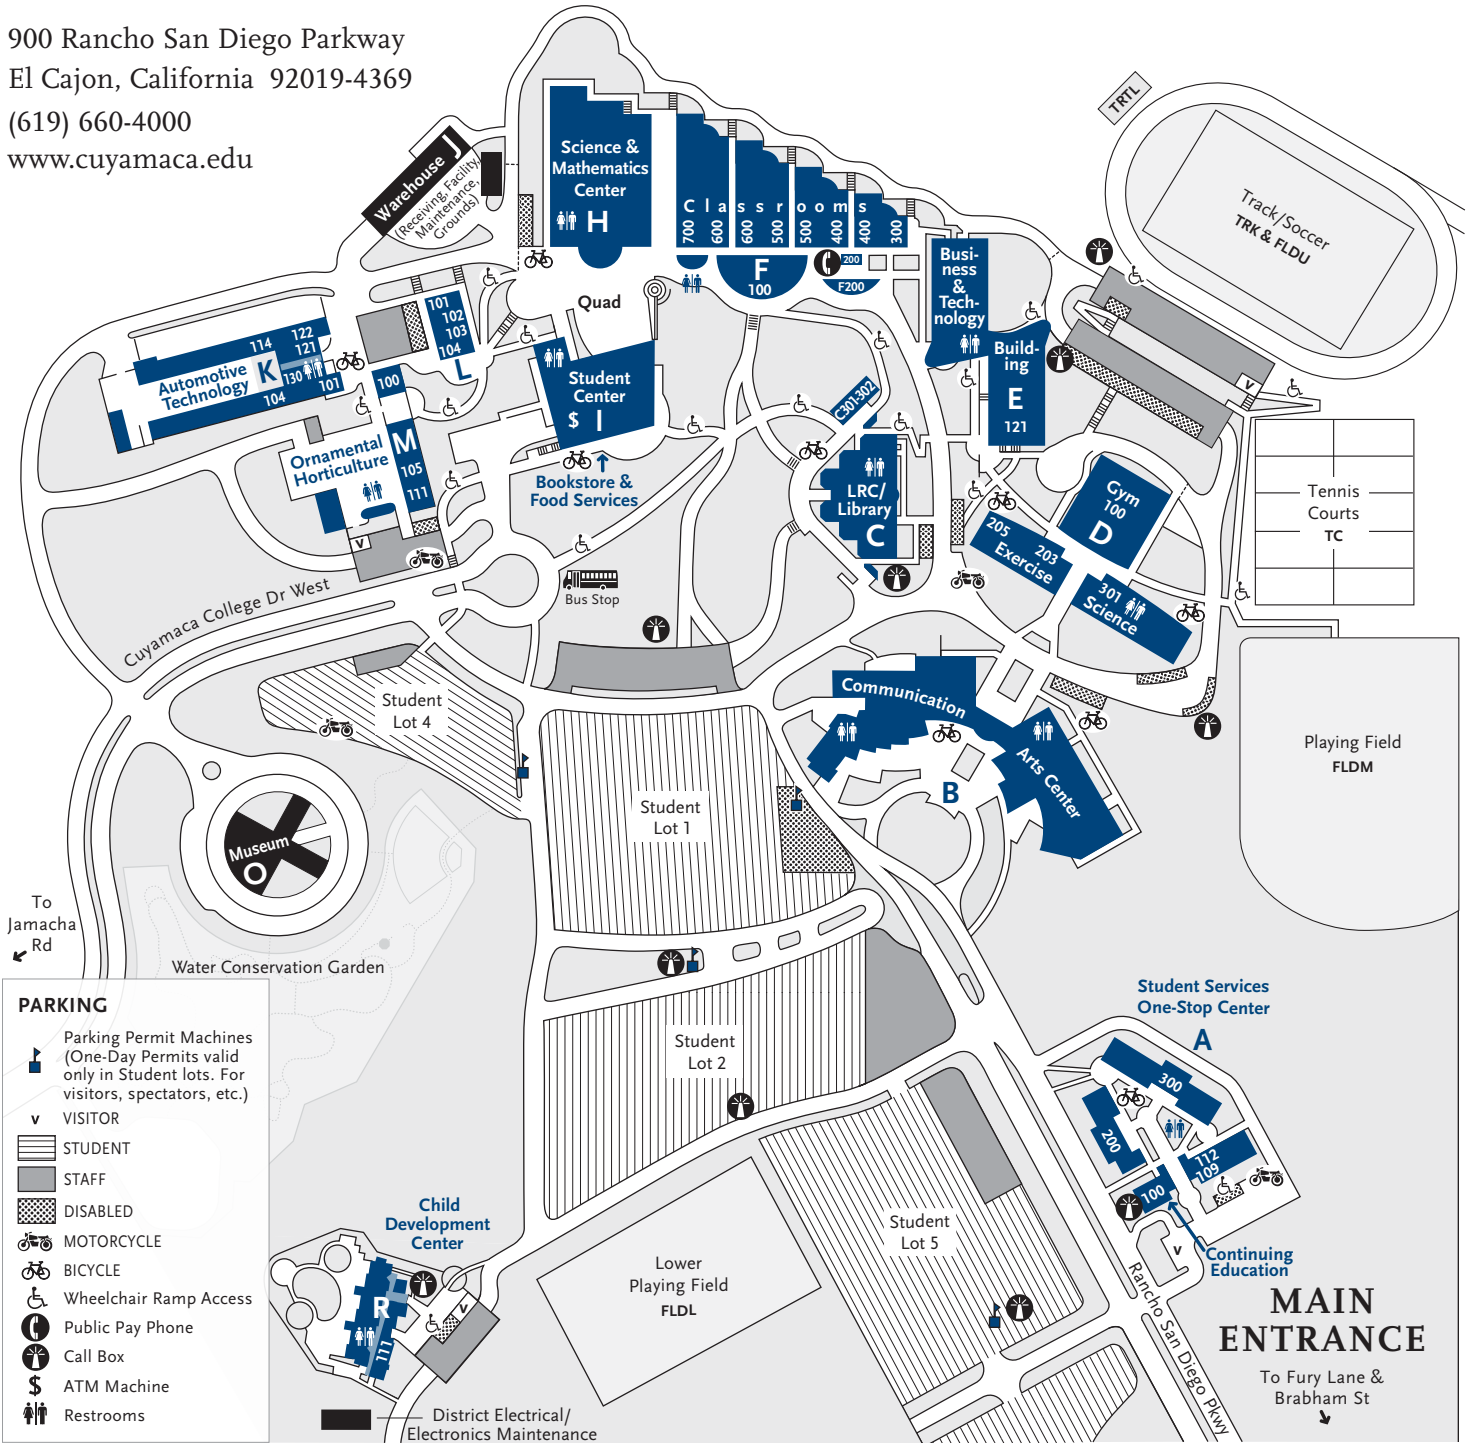 900 Rancho San Diego Parkway
El Cajon, California 92019-4369
(619) 660-4000
www.cuyamaca.edu
Warehouse J
(Receiving, Facility,
Maintenance,
Grounds)
Science &
Mathematics
Center
H
Classrooms
700
600
600
500
500
400
400
300
F
100
200
F200
Quad
Busi-
ness
&
Tech-
nology
Build-
ing
E
121
TRTL
Track/Soccer
TRK & FLDU
V
101
102
103
104
L
114
122
121
Automotive
Technology
K
130
101
104
100
M
Ornamental
Horticulture
105
111
V
Student
Center
$ I
Bookstore &
Food Services
C301-302
LRC/
Library
C
Gym
100
D
205
203
Exercise
301
Science
Tennis
Courts
TC
Bus Stop
Cuyamaca College Dr West
Student
Lot 4
Communication
Arts Center
B
Playing Field
FLDM
Student
Lot 1
Museum
O
To
Jamacha
Rd
Water Conservation Garden
Student
Lot 2
Student Services
One-Stop Center
A
300
200
112
109
100
V
Continuing
Education
Student
Lot 5
Child
Development
Center
R
111
V
Lower
Playing Field
FLDL
Rancho San Diego Pkwy
MAIN
ENTRANCE
To Fury Lane &
Brabham St
District Electrical/
Electronics Maintenance
PARKING
Parking Permit Machines
(One-Day Permits valid
only in Student lots. For
visitors, spectators, etc.)
V VISITOR
STUDENT
STAFF
DISABLED
MOTORCYCLE
BICYCLE
Wheelchair Ramp Access
Public Pay Phone
Call Box
$ ATM Machine
Restrooms